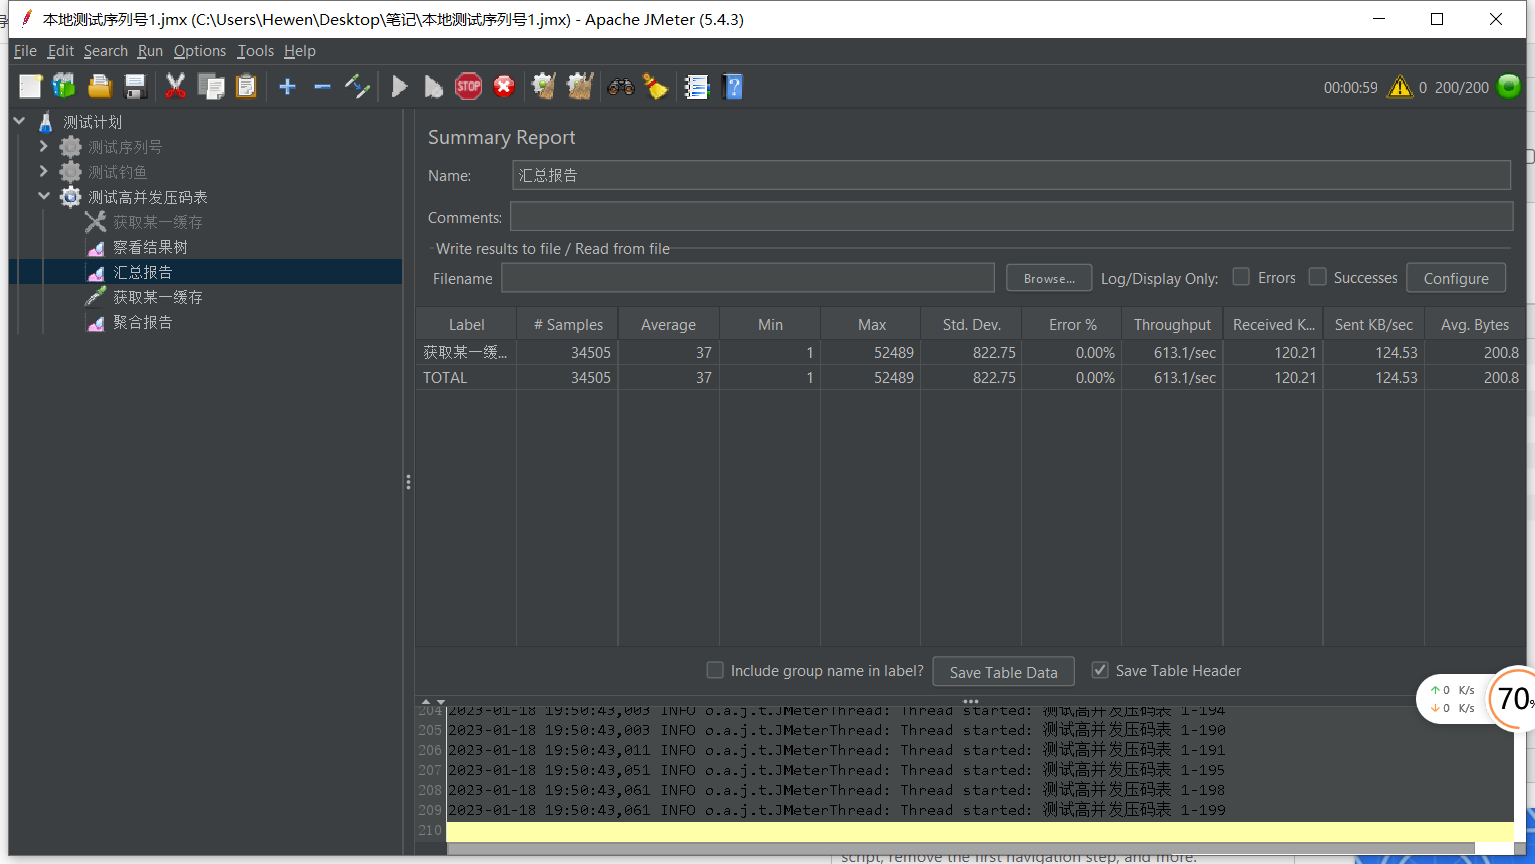 本地测试序列号1.jmx (C:\Users\Hewen\Desktop\笔记\本地测试序列号1.jmx) - Apache JMeter (5.4.3)
File Edit Search Run Options Tools Help
STOP
00:00:59 0 200/200
测试计划
测试序列号
测试钓鱼
测试高并发压码表
获取某一缓存
察看结果树
汇总报告
获取某一缓存
聚合报告
Summary Report
Name: 汇总报告
Comments:
Write results to file / Read from file
Filename Browse... Log/Display Only: Errors Successes Configure
Label # Samples Average Min Max Std. Dev. Error % Throughput Received K... Sent KB/sec Avg. Bytes
获取某一缓... 34505 37 1 52489 822.75 0.00% 613.1/sec 120.21 124.53 200.8
TOTAL 34505 37 1 52489 822.75 0.00% 613.1/sec 120.21 124.53 200.8
Include group name in label? Save Table Data Save Table Header
204 2023-01-18 19:50:43,003 INFO o.a.j.t.JMeterThread: Thread started: 测试高并发压码表 1-194
205 2023-01-18 19:50:43,003 INFO o.a.j.t.JMeterThread: Thread started: 测试高并发压码表 1-190
206 2023-01-18 19:50:43,011 INFO o.a.j.t.JMeterThread: Thread started: 测试高并发压码表 1-191
207 2023-01-18 19:50:43,051 INFO o.a.j.t.JMeterThread: Thread started: 测试高并发压码表 1-195
208 2023-01-18 19:50:43,061 INFO o.a.j.t.JMeterThread: Thread started: 测试高并发压码表 1-198
209 2023-01-18 19:50:43,061 INFO o.a.j.t.JMeterThread: Thread started: 测试高并发压码表 1-199
210
↑ 0 K/s
↓ 0 K/s
70%
script, remove the first navigation step, and more.